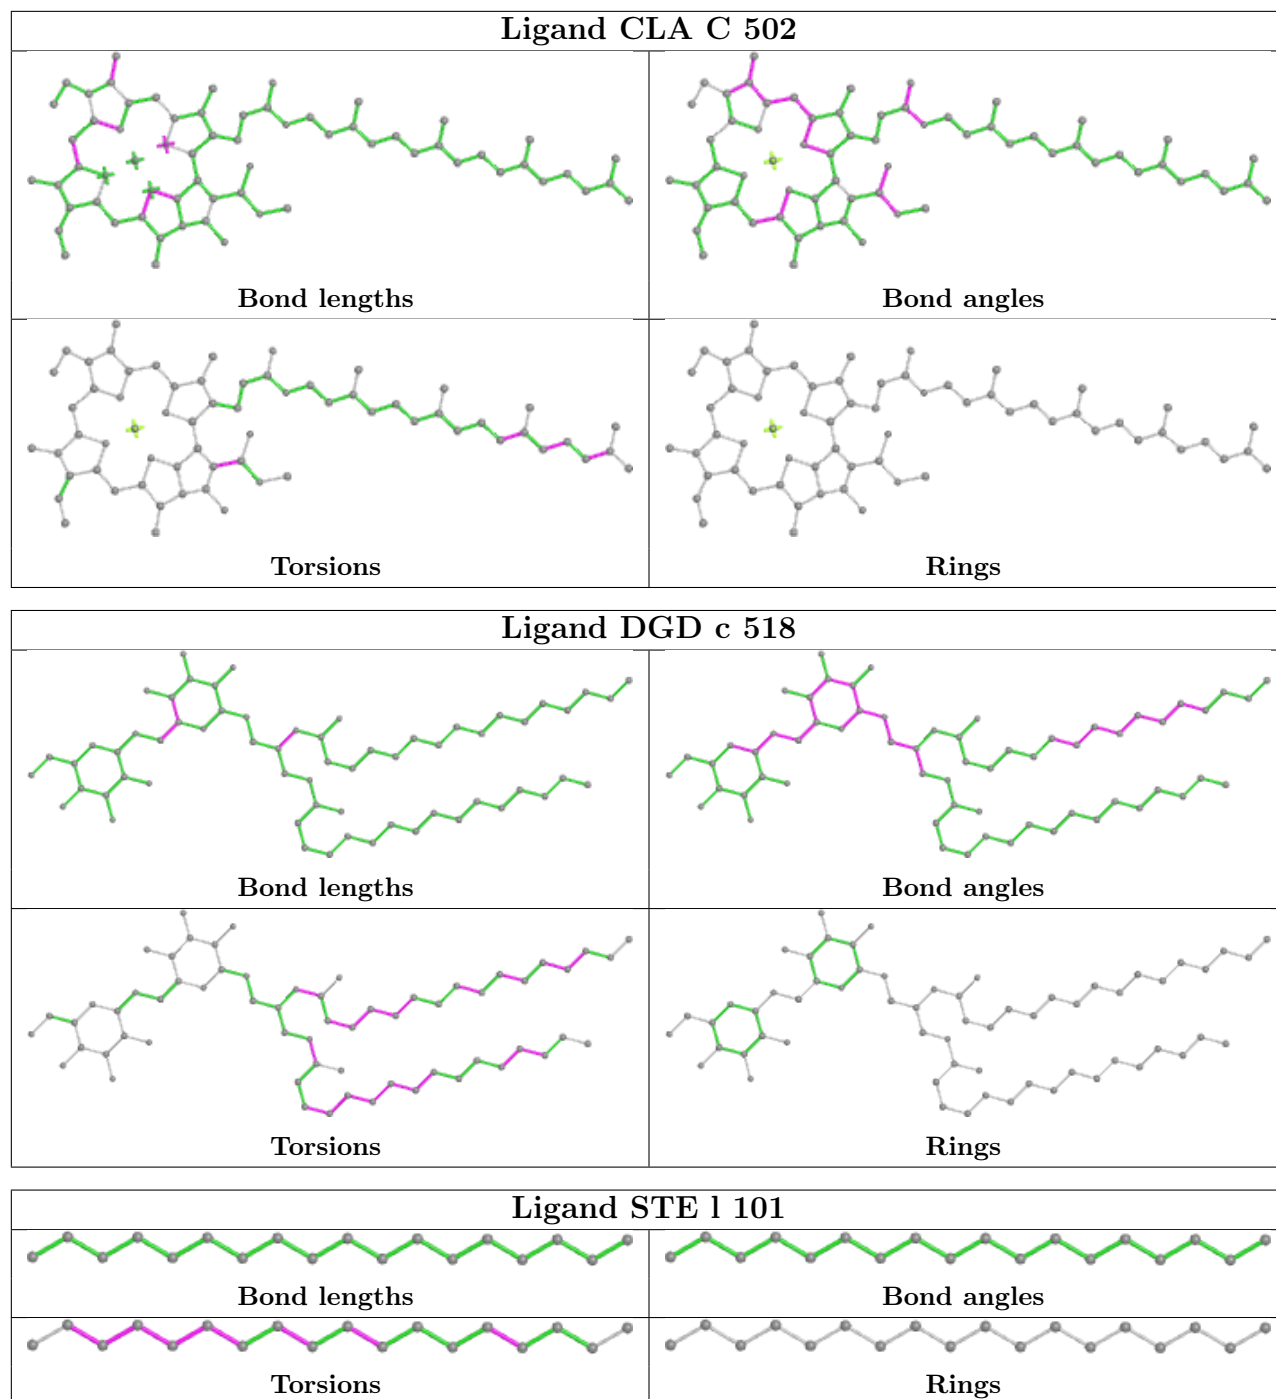 Ligand CLA C 502
Bond lengths
Bond angles
Torsions
Rings
Ligand DGD c 518
Bond lengths
Bond angles
Torsions
Rings
Ligand STE l 101
Bond lengths
Bond angles
Torsions
Rings